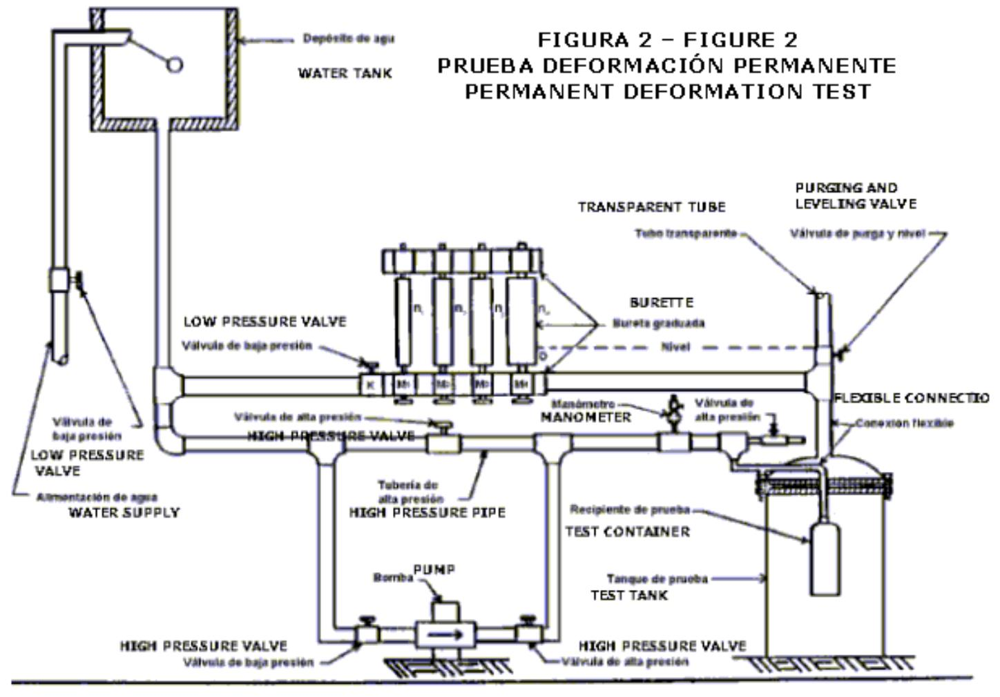 FIGURA 2 – FIGURE 2
PRUEBA DEFORMACIÓN PERMANENTE
PERMANENT DEFORMATION TEST
Depósito de agu
WATER TANK
PURGING AND
LEVELING VALVE
TRANSPARENT TUBE
Tubo transparente
Válvula de purga y nivel
BURETTE
Bureta graduada
LOW PRESSURE VALVE
Válvula de baja presión
Nivel
K
FLEXIBLE CONNECTIO
Conexión flexible
Manómetro
MANOMETER
Válvula de
alta presión
Válvula de alta presión
HIGH PRESSURE VALVE
Válvula de
baja presión
LOW PRESSURE
VALVE
Alimentación de agua
WATER SUPPLY
Tubería de
alta presión
HIGH PRESSURE PIPE
Recipiente de prueba
TEST CONTAINER
PUMP
Bomba
Tanque de prueba
TEST TANK
HIGH PRESSURE VALVE
Válvula de baja presión
HIGH PRESSURE VALVE
Válvula de alta presión